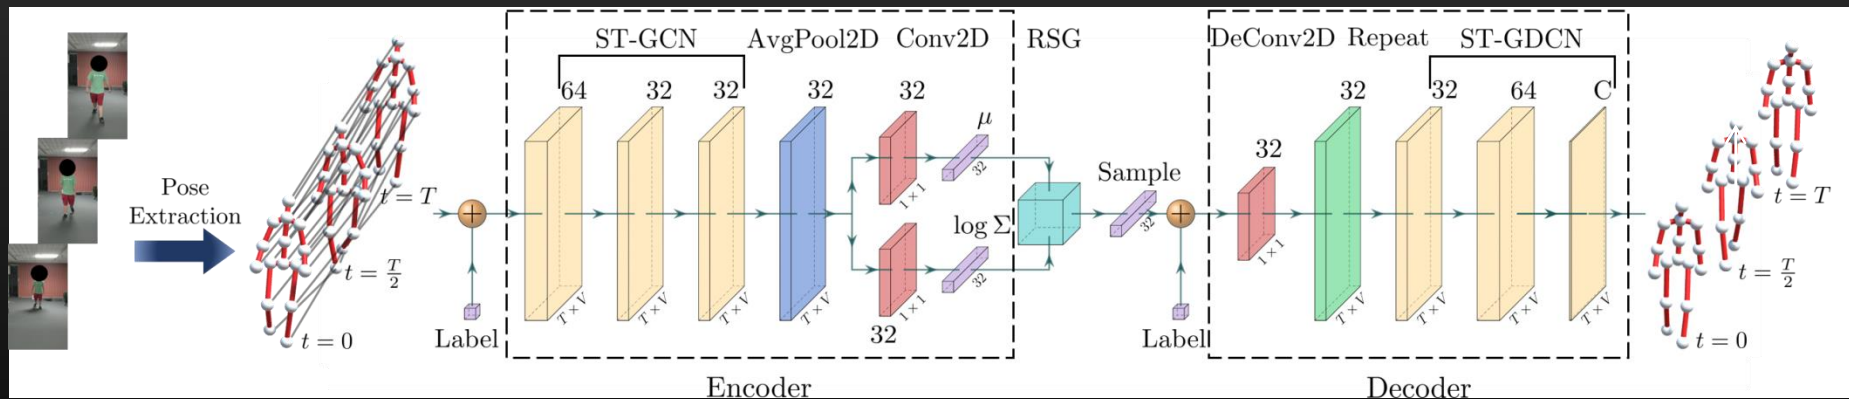 Pose
Extraction
t = 0
t = T/2
t = T
Label
ST-GCN
AvgPool2D
Conv2D
RSG
64
32
32
32
32
32
T × V
T × V
T × V
T × V
1 × 1
1 × 1
μ
32
log Σ
32
Encoder
Sample
32
Label
DeConv2D
Repeat
ST-GDCN
32
32
32
64
C
1 × 1
T × V
T × V
T × V
T × V
Decoder
t = 0
t = T/2
t = T